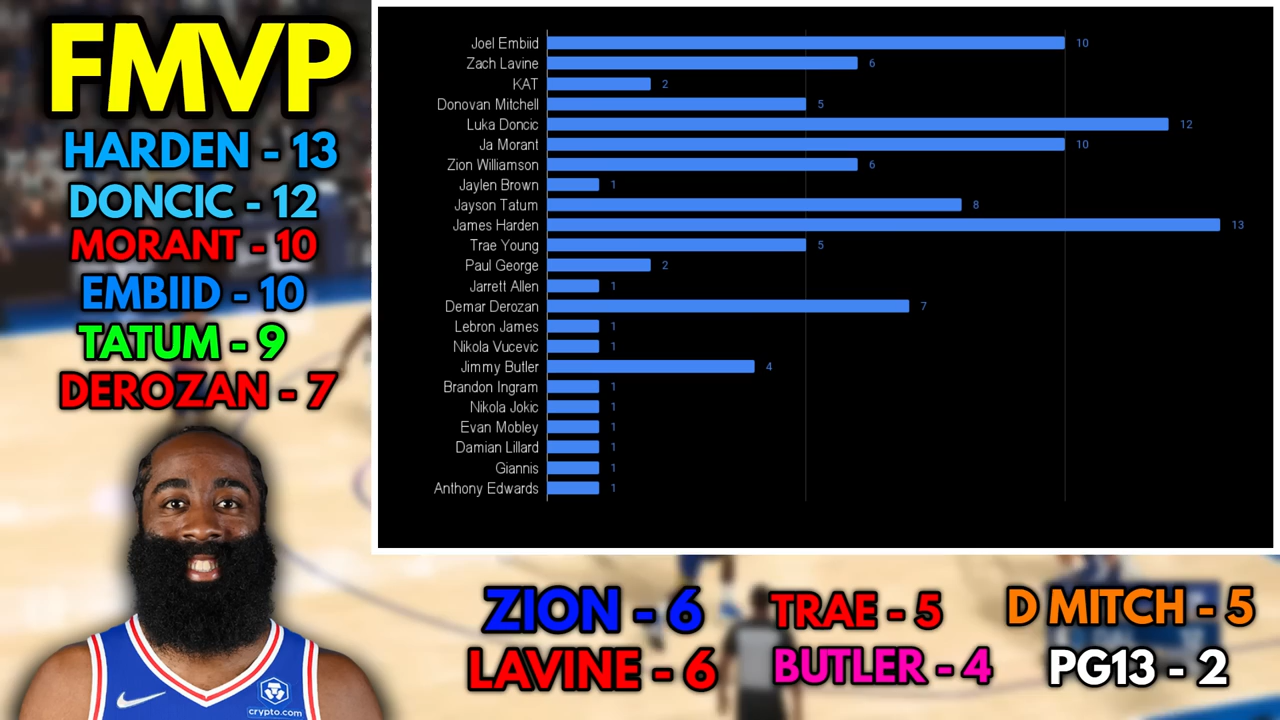 FMVP
HARDEN - 13
DONCIC - 12
MORANT - 10
EMBIID - 10
TATUM - 9
DEROZAN - 7
Joel Embiid 10
Zach Lavine 6
KAT 2
Donovan Mitchell 5
Luka Doncic 12
Ja Morant 10
Zion Williamson 6
Jaylen Brown 1
Jayson Tatum 8
James Harden 13
Trae Young 5
Paul George 2
Jarrett Allen 1
Demar Derozan 7
Lebron James 1
Nikola Vucevic 1
Jimmy Butler 4
Brandon Ingram 1
Nikola Jokic 1
Evan Mobley 1
Damian Lillard 1
Giannis 1
Anthony Edwards 1
crypto.com
ZION - 6
TRAE - 5
D MITCH - 5
LAVINE - 6
BUTLER - 4
PG13 - 2